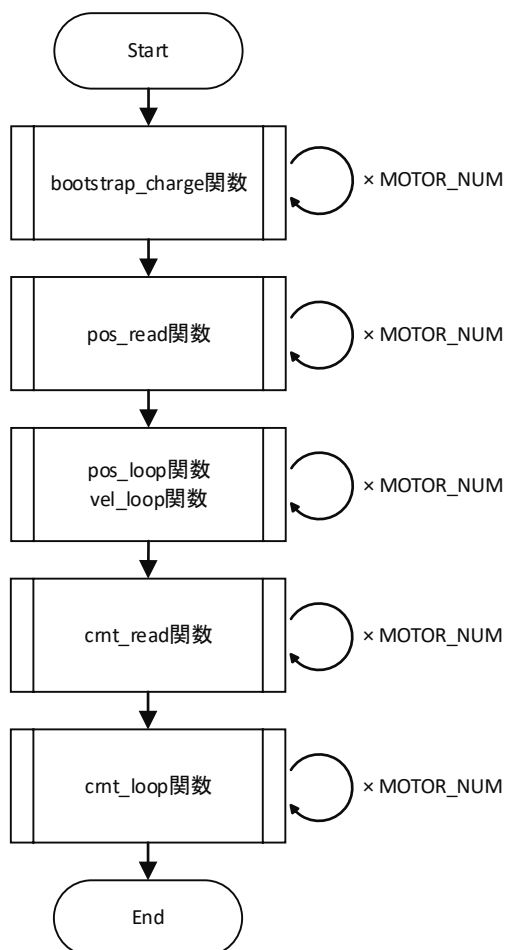 Start
bootstrap_charge関数
× MOTOR_NUM
pos_read関数
× MOTOR_NUM
pos_loop関数
vel_loop関数
× MOTOR_NUM
crnt_read関数
× MOTOR_NUM
crnt_loop関数
× MOTOR_NUM
End